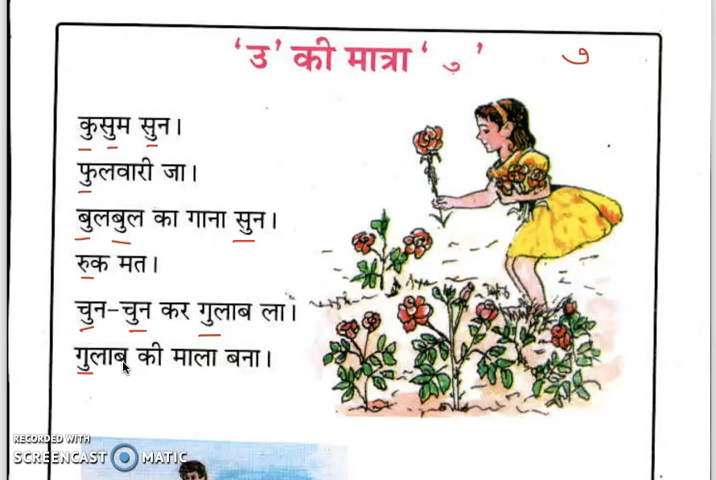 'उ' की मात्रा ' ु '
ु
कुसुम सुन।
फुलवारी जा।
बुलबुल का गाना सुन।
रुक मत।
चुन-चुन कर गुलाब ला।
गुलाब की माला बना।
RECORDED WITH
SCREENCAST MATIC